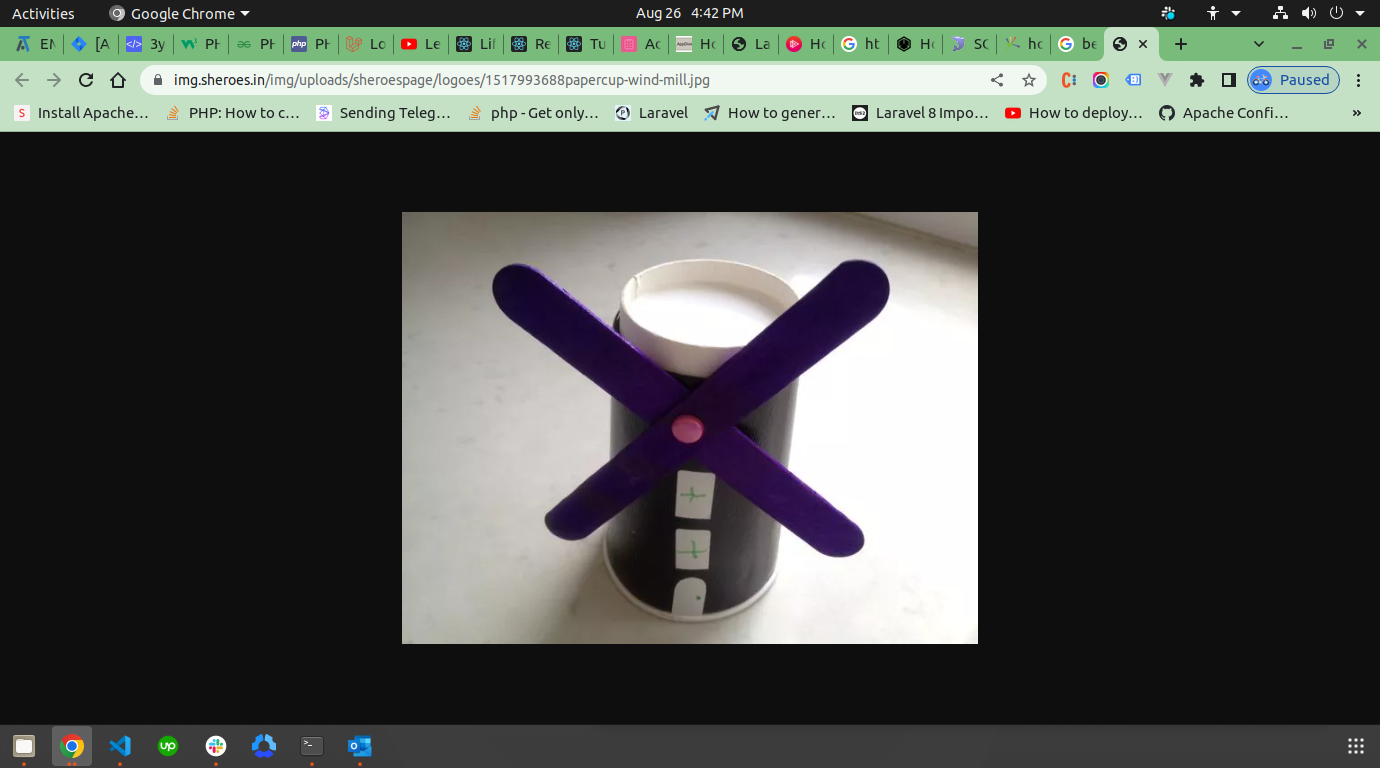 Activities
Google Chrome
Aug 26 4:42 PM
EM
[A
3y
PH
PH
PH
Lo
Le
Lif
Re
Tu
Ac
Ho
La
Ho
ht
Ho
SC
ho
be
img.sheroes.in/img/uploads/sheroespage/logoes/1517993688papercup-wind-mill.jpg
Paused
Install Apache…
PHP: How to c…
Sending Teleg…
php - Get only…
Laravel
How to gener…
Laravel 8 Impo…
How to deploy…
Apache Confi…
»